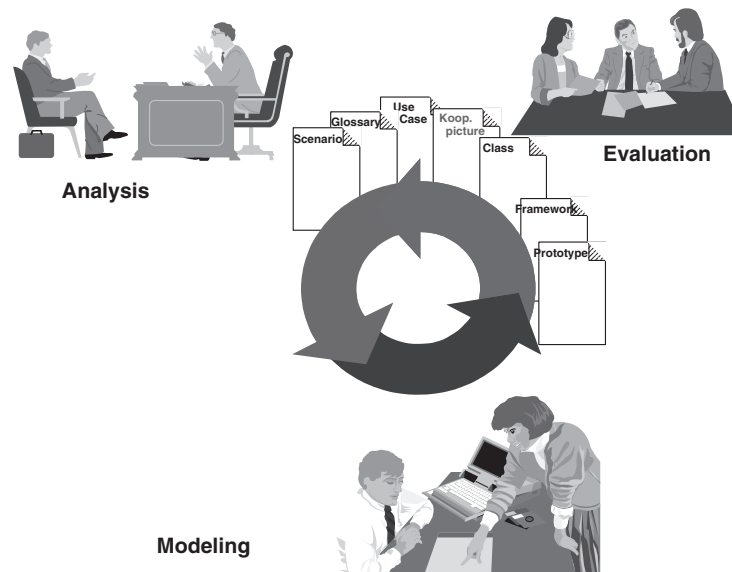 Use
Case
Glossary
Koop.
picture
Scenario
Class
Evaluation
Analysis
Framework
Prototype
Modeling